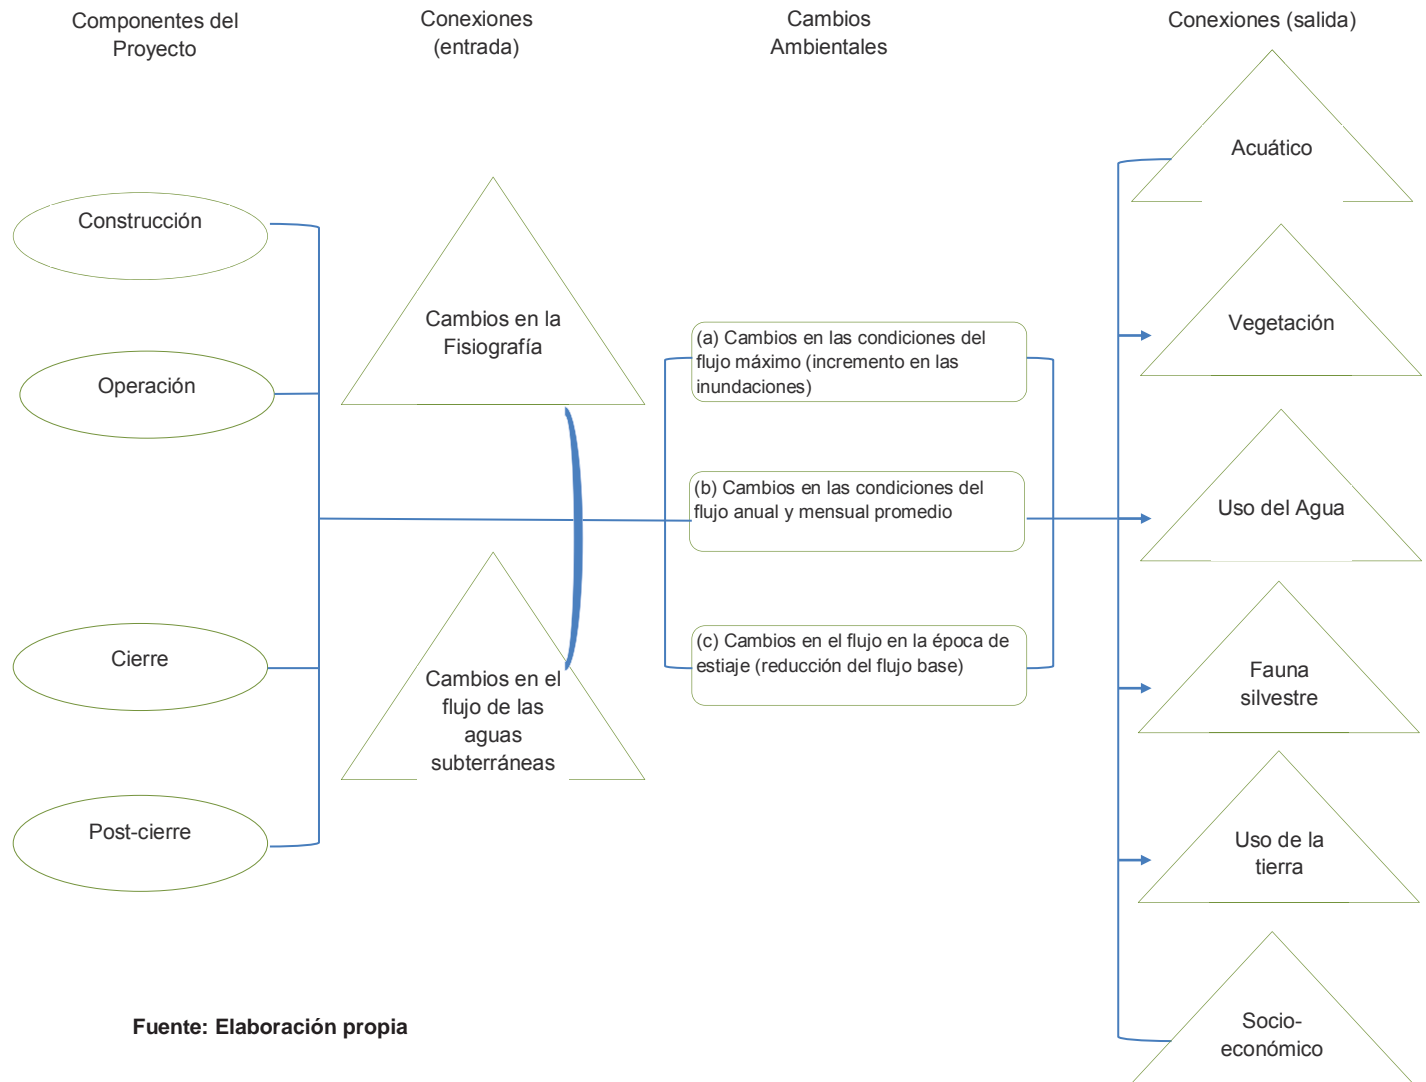 Componentes del
Proyecto
Conexiones
(entrada)
Cambios
Ambientales
Conexiones (salida)
Construcción
Operación
Cierre
Post-cierre
Cambios en la
Fisiografía
Cambios en el
flujo de las
aguas
subterráneas
(a) Cambios en las condiciones del
flujo máximo (incremento en las
inundaciones)
(b) Cambios en las condiciones del
flujo anual y mensual promedio
(c) Cambios en el flujo en la época de
estiaje (reducción del flujo base)
Acuático
Vegetación
Uso del Agua
Fauna
silvestre
Uso de la
tierra
Socio-
económico
Fuente: Elaboración propia